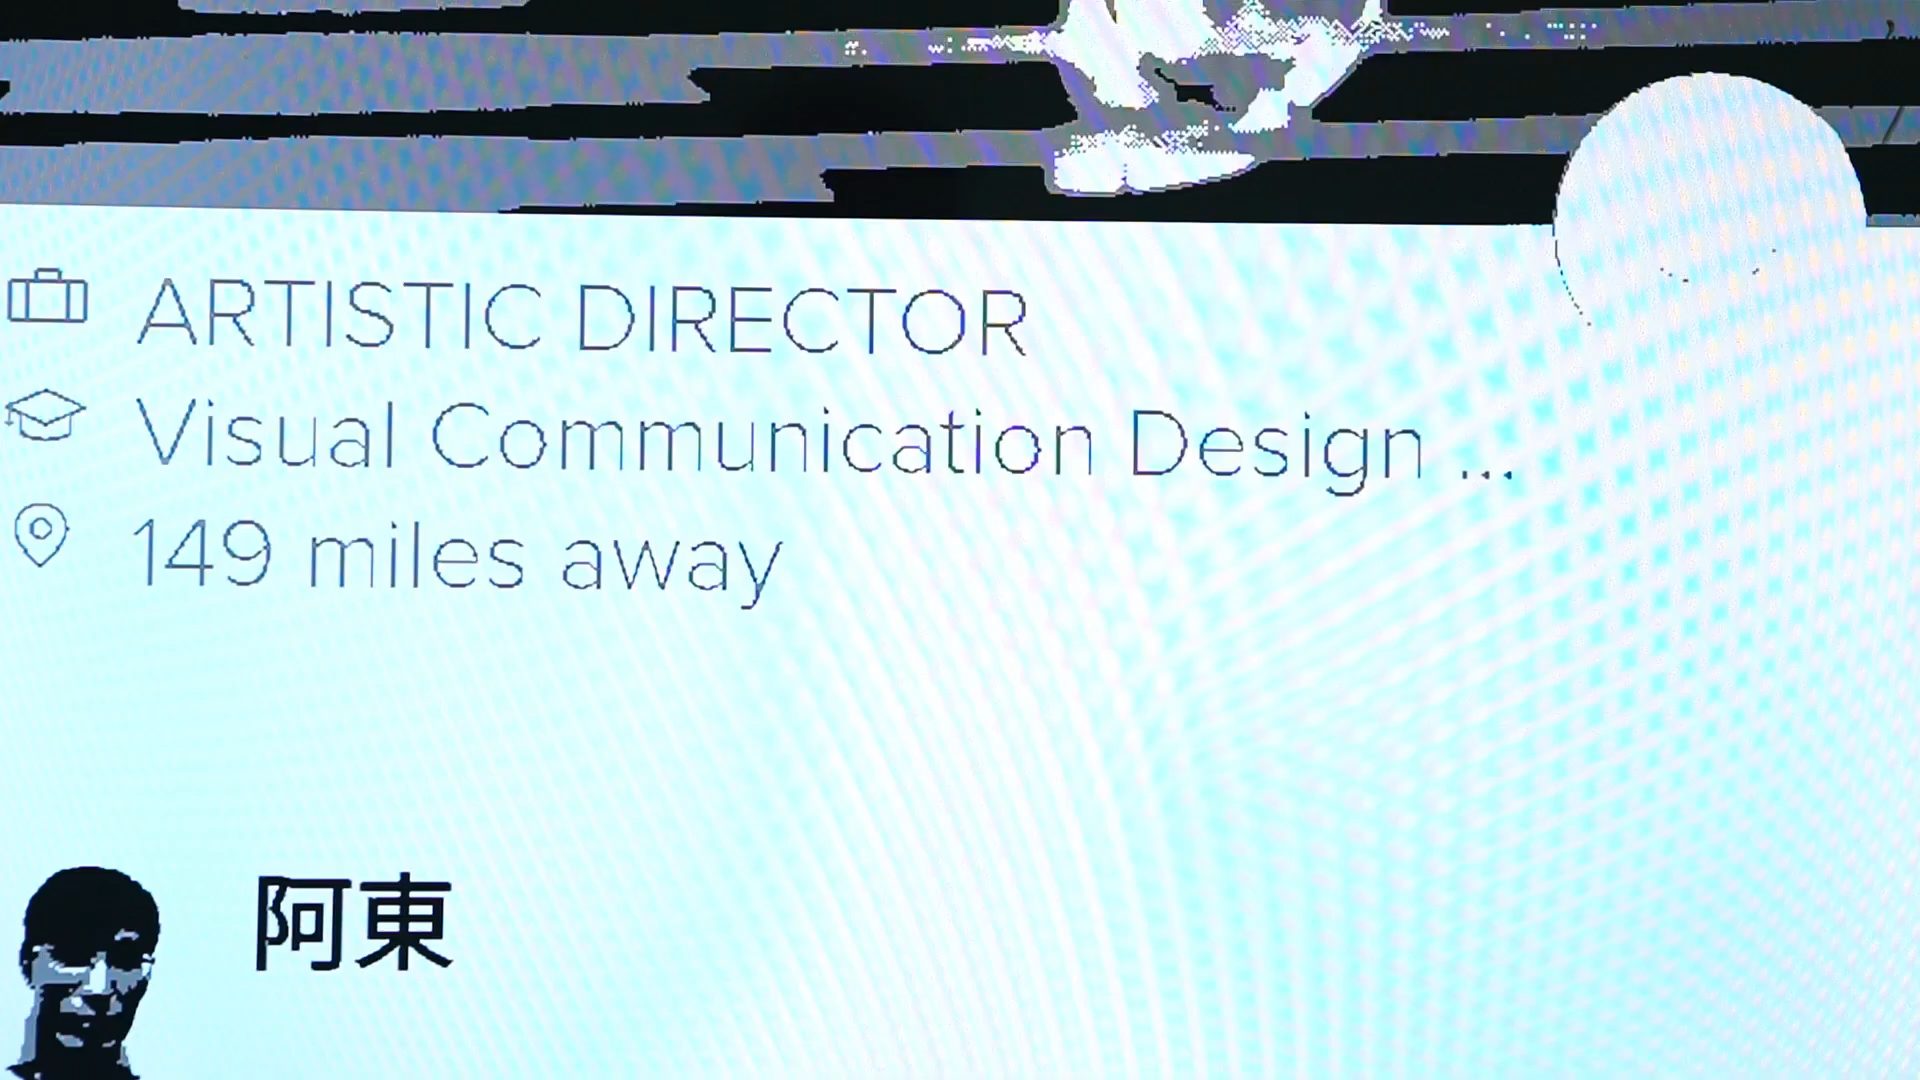 ARTISTIC DIRECTOR
Visual Communication Design ...
149 miles away
阿東